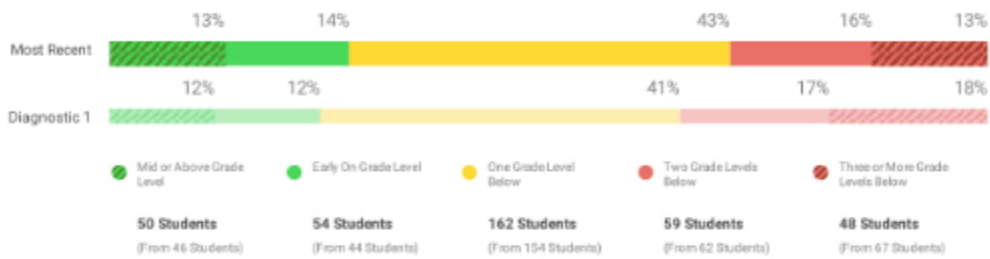 13% 14% 43% 16% 13%
Most Recent
12% 12% 41% 17% 18%
Diagnostic 1
Mid or Above Grade Level
Early On Grade Level
One Grade Level Below
Two Grade Levels Below
Three or More Grade Levels Below
50 Students 54 Students 162 Students 59 Students 48 Students
(From 46 Students) (From 44 Students) (From 154 Students) (From 62 Students) (From 67 Students)